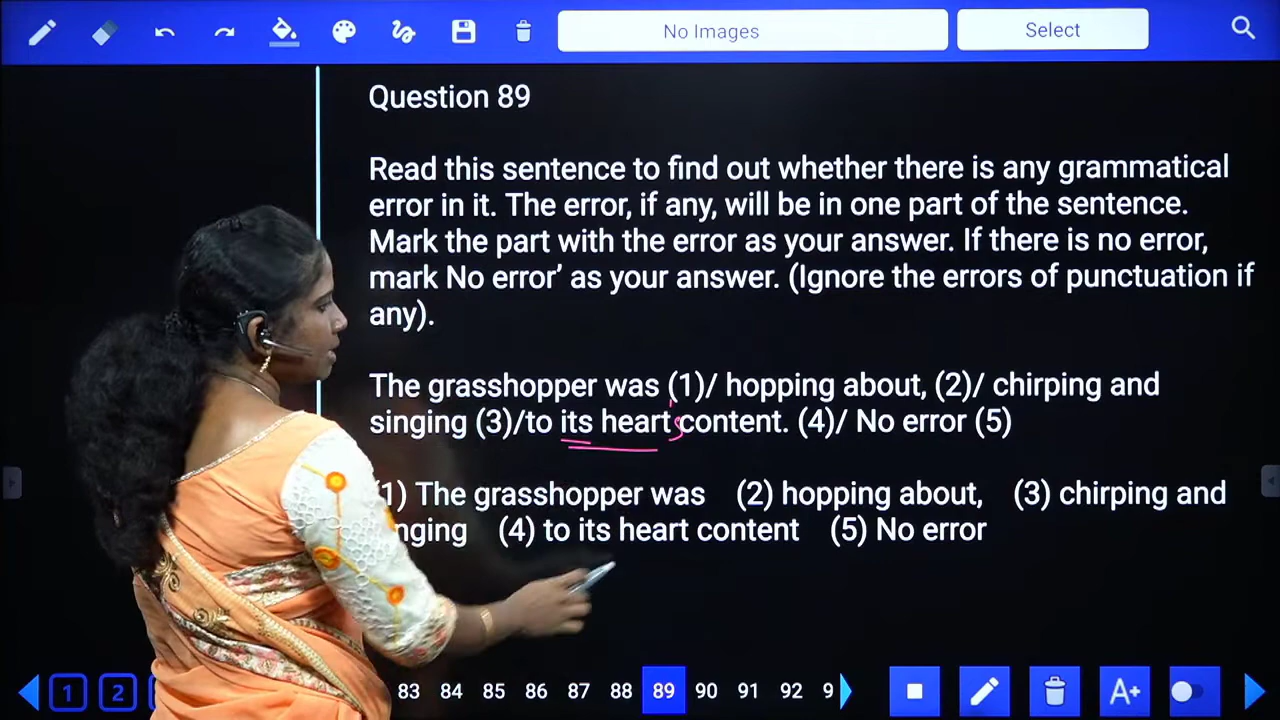 No Images
Select
Question 89
Read this sentence to find out whether there is any grammatical
error in it. The error, if any, will be in one part of the sentence.
Mark the part with the error as your answer. If there is no error,
mark No error’ as your answer. (Ignore the errors of punctuation if
any).
The grasshopper was (1)/ hopping about, (2)/ chirping and
singing (3)/to its heart's content. (4)/ No error (5)
1) The grasshopper was (2) hopping about, (3) chirping and
nging (4) to its heart content (5) No error
1 2 83 84 85 86 87 88 89 90 91 92 9
A+